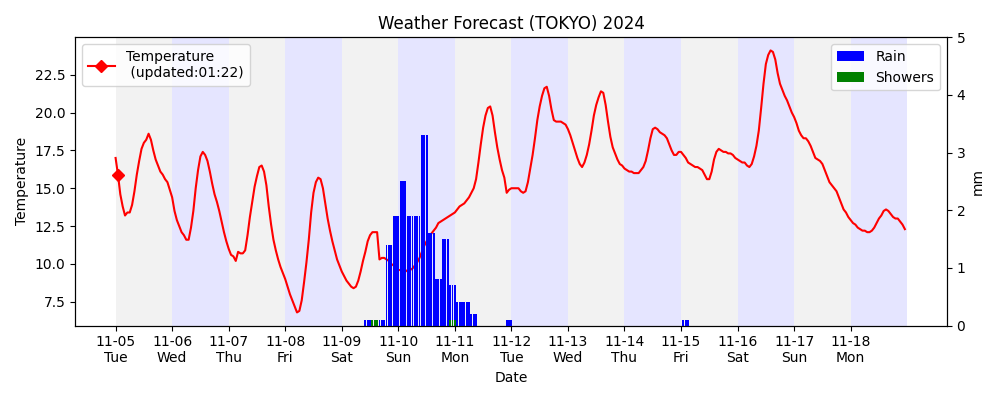 Weather Forecast (TOKYO) 2024
Temperature
(updated:01:22)
Rain
Showers
22.5
20.0
17.5
15.0
12.5
10.0
7.5
Temperature
5
4
3
2
1
0
mm
11-05 11-06 11-07 11-08 11-09 11-10 11-11 11-12 11-13 11-14 11-15 11-16 11-17 11-18
Tue Wed Thu Fri Sat Sun Mon Tue Wed Thu Fri Sat Sun Mon
Date